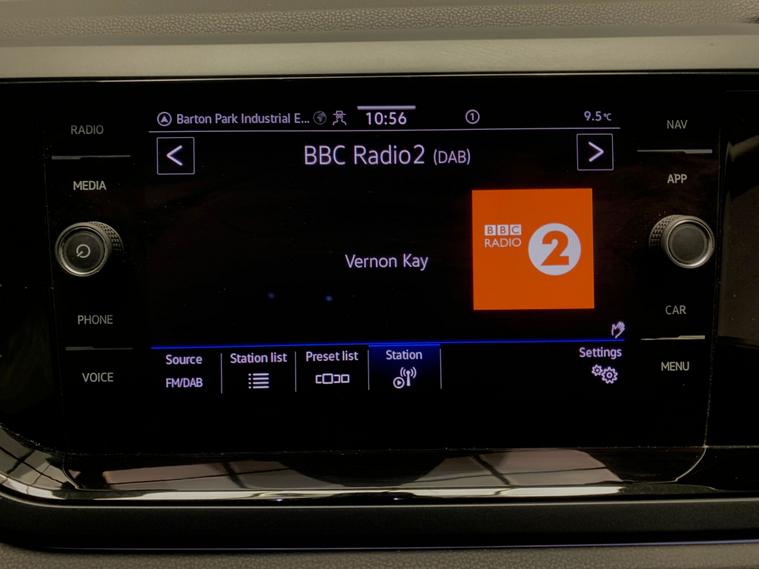 RADIO
MEDIA
PHONE
VOICE
Barton Park Industrial E...
10:56
1
9.5°C
BBC Radio2 (DAB)
Vernon Kay
BBC
RADIO
2
Source
FM/DAB
Station list
Preset list
Station
Settings
NAV
APP
CAR
MENU